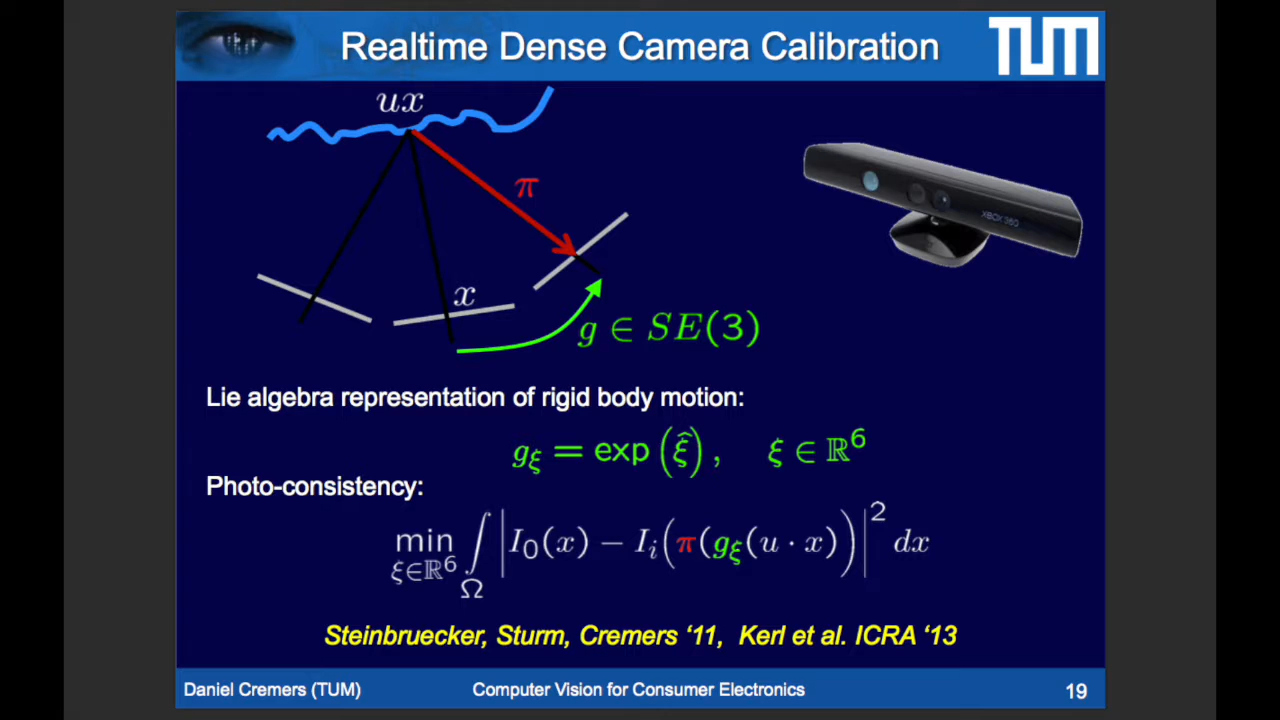 Realtime Dense Camera Calibration
TUM
ux
π
XBOX 360
x
g ∈ SE(3)
Lie algebra representation of rigid body motion:
g_ξ = exp(ξ̂), ξ ∈ ℝ⁶
Photo-consistency:
min_{ξ∈ℝ⁶} ∫_Ω |I₀(x) − I_i(π(g_ξ(u · x))|² dx
Steinbruecker, Sturm, Cremers ‘11, Kerl et al. ICRA ‘13
Daniel Cremers (TUM)
Computer Vision for Consumer Electronics
19